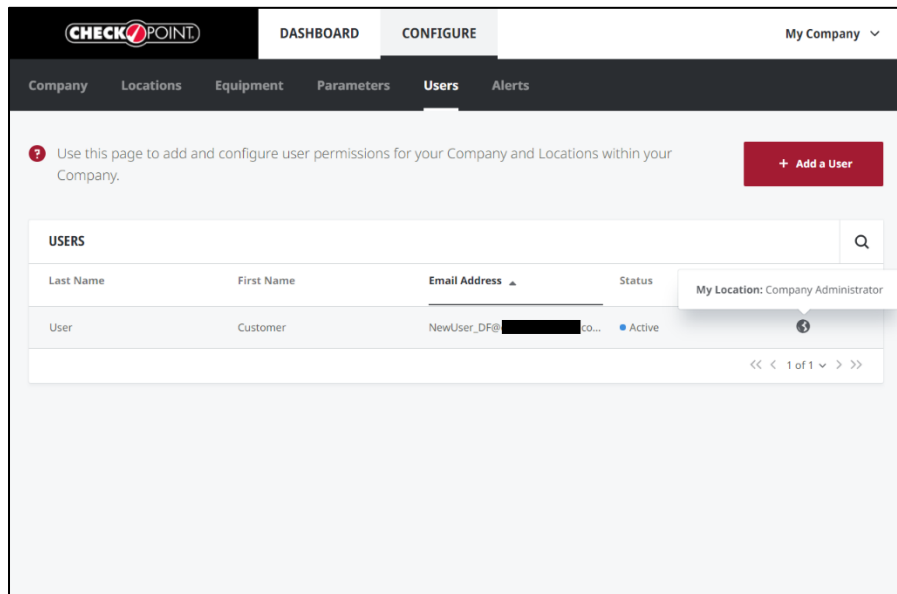 CHECKPOINT.
DASHBOARD
CONFIGURE
My Company
Company
Locations
Equipment
Parameters
Users
Alerts
? Use this page to add and configure user permissions for your Company and Locations within your
Company.
+ Add a User
USERS
Last Name
First Name
Email Address
Status
My Location: Company Administrator
User
Customer
NewUser_DF@
co...
Active
<< < 1 of 1 > >>